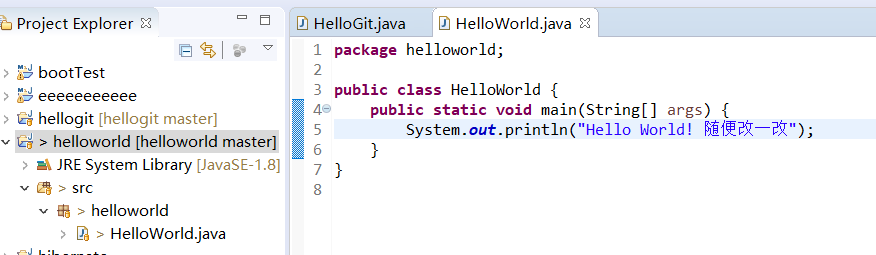 Project Explorer
bootTest
eeeeeeeeeee
hellogit [hellogit master]
> helloworld [helloworld master]
JRE System Library [JavaSE-1.8]
> src
> helloworld
> HelloWorld.java
HelloGit.java
HelloWorld.java
1 package helloworld;
2
3 public class HelloWorld {
4 public static void main(String[] args) {
5 System.out.println("Hello World! 随便改一改");
6 }
7 }
8